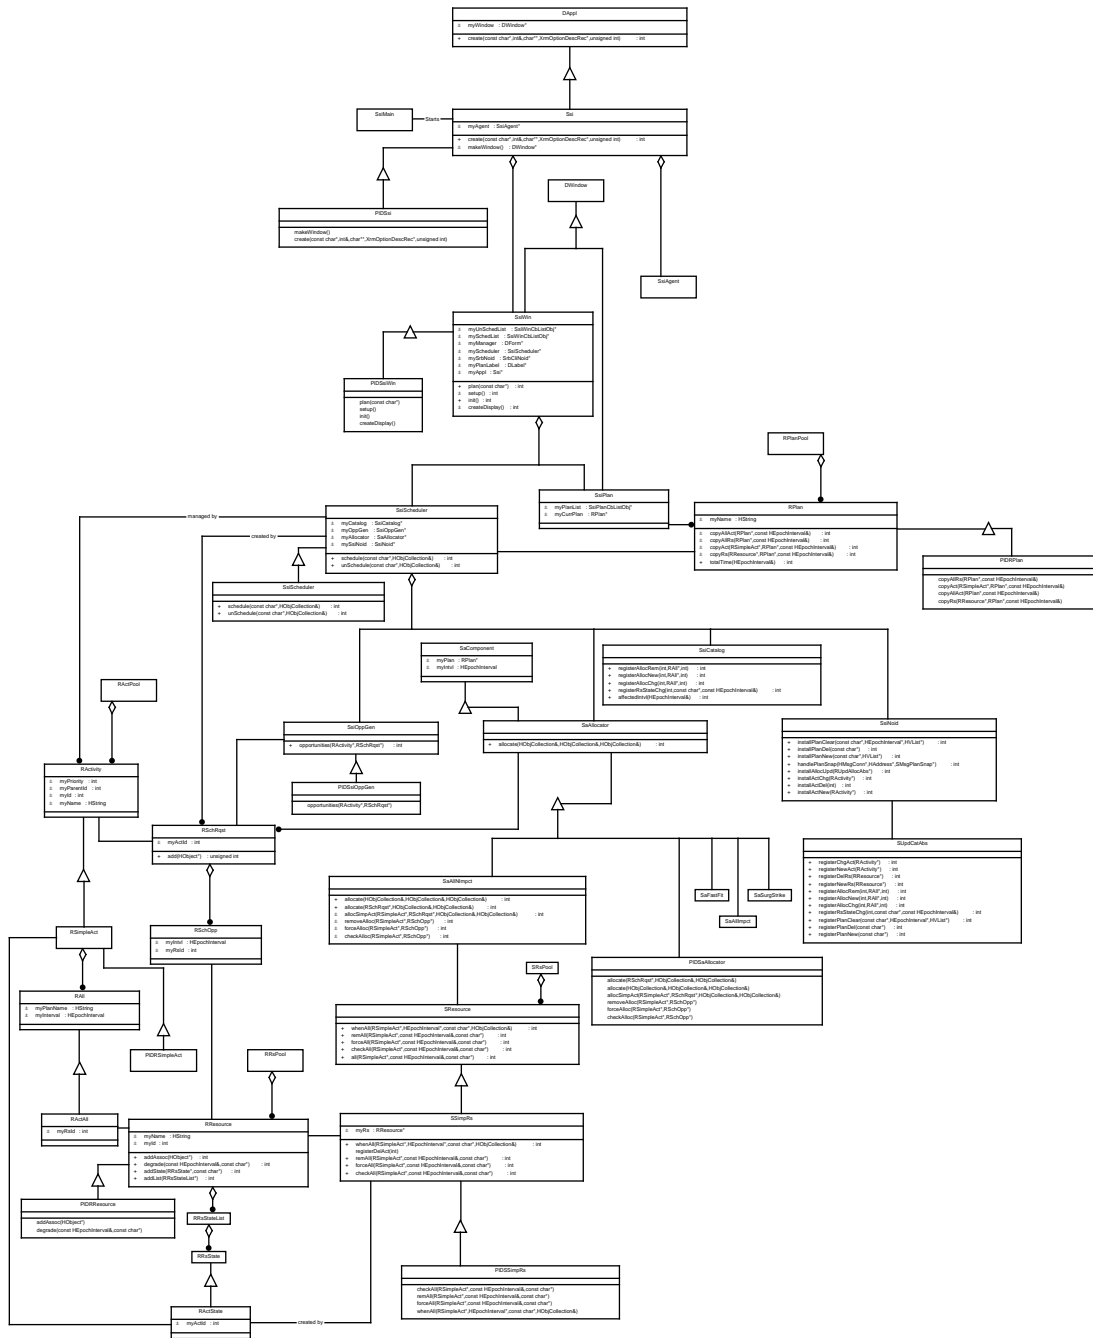 DAppl
± myWindow : DWindow*
+ create(const char*,int&,char**,XrmOptionDescRec*,unsigned int) : int
SsiMain
Starts
Ssi
± myAgent : SsiAgent*
+ create(const char*,int&,char**,XrmOptionDescRec*,unsigned int) : int
± makeWindow() : DWindow*
DWindow
PIDSsi
makeWindow()
create(const char*,int&,char**,XrmOptionDescRec*,unsigned int)
SsiAgent
SsiWin
± myUnSchedList : SsiWinCbListObj*
± mySchedList : SsiWinCbListObj*
± myManager : DForm*
± myScheduler : SsiScheduler*
± mySrbNoid : SrbCliNoid*
± myPlanLabel : DLabel*
± myAppl : Ssi*
+ plan(const char*) : int
± setup() : int
+ init() : int
± createDisplay() : int
PIDSsiWin
plan(const char*)
setup()
init()
createDisplay()
RPlanPool
SsiPlan
± myPlanList : SsiPlanCbListObj*
± myCurrPlan : RPlan*
RPlan
± myName : HString
+ copyAllAct(RPlan*,const HEpochInterval&) : int
+ copyAllRs(RPlan*,const HEpochInterval&) : int
+ copyAct(RSimpleAct*,RPlan*,const HEpochInterval&) : int
+ copyRs(RResource*,RPlan*,const HEpochInterval&) : int
+ totalTime(HEpochInterval&) : int
SsiScheduler
± myCatalog : SsiCatalog*
± myOppGen : SsiOppGen*
± myAllocator : SaAllocator*
± mySsiNoid : SsiNoid*
+ schedule(const char*,HObjCollection&) : int
+ unSchedule(const char*,HObjCollection&) : int
managed by
created by
PIDRPlan
copyAllRs(RPlan*,const HEpochInterval&)
copyAct(RSimpleAct*,RPlan*,const HEpochInterval&)
copyAllAct(RPlan*,const HEpochInterval&)
copyRs(RResource*,RPlan*,const HEpochInterval&)
SsiScheduler
+ schedule(const char*,HObjCollection&) : int
+ unSchedule(const char*,HObjCollection&) : int
SaComponent
± myPlan : RPlan*
± myIntvl : HEpochInterval
SsiCatalog
+ registerAllocRem(int,RAll*,int) : int
+ registerAllocNew(int,RAll*,int) : int
+ registerAllocChg(int,RAll*,int) : int
+ registerRsStateChg(int,const char*,const HEpochInterval&) : int
+ affectedIntvl(HEpochInterval&) : int
RActPool
SsiOppGen
+ opportunities(RActivity*,RSchRqst*) : int
SaAllocator
+ allocate(HObjCollection&,HObjCollection&,HObjCollection&) : int
SsiNoid
+ installPlanClear(const char*,HEpochInterval*,HVList*) : int
+ installPlanDel(const char*) : int
+ installPlanNew(const char*,HVList*) : int
+ handlePlanSnap(HMsgConn*,HAddress*,SMsgPlanSnap*) : int
+ installAllocUpd(RUpdAllocAbs*) : int
+ installActChg(RActivity*) : int
+ installActDel(int) : int
+ installActNew(RActivity*) : int
RActivity
± myPriority : int
± myParentId : int
± myId : int
± myName : HString
PIDSsiOppGen
opportunities(RActivity*,RSchRqst*)
RSchRqst
± myActId : int
+ add(HObject*) : unsigned int
SUpdCatAbs
+ registerChgAct(RActivity*) : int
+ registerNewAct(RActivity*) : int
+ registerDelRs(RResource*) : int
+ registerNewRs(RResource*) : int
+ registerAllocRem(int,RAll*,int) : int
+ registerAllocNew(int,RAll*,int) : int
+ registerAllocChg(int,RAll*,int) : int
+ registerRsStateChg(int,const char*,const HEpochInterval&) : int
+ registerPlanClear(const char*,HEpochInterval*,HVList*) : int
+ registerPlanDel(const char*) : int
+ registerPlanNew(const char*) : int
SaAllNImpct
+ allocate(HObjCollection&,HObjCollection&,HObjCollection&) : int
± allocate(RSchRqst*,HObjCollection&,HObjCollection&) : int
± allocSimpAct(RSimpleAct*,RSchRqst*,HObjCollection&,HObjCollection&) : int
± removeAlloc(RSimpleAct*,RSchOpp*) : int
± forceAlloc(RSimpleAct*,RSchOpp*) : int
± checkAlloc(RSimpleAct*,RSchOpp*) : int
SaFastFit
SaSurgStrike
SaAllImpct
RSimpleAct
RSchOpp
± myIntvl : HEpochInterval
± myRsId : int
PIDSaAllocator
allocate(RSchRqst*,HObjCollection&,HObjCollection&)
allocate(HObjCollection&,HObjCollection&,HObjCollection&)
allocSimpAct(RSimpleAct*,RSchRqst*,HObjCollection&,HObjCollection&)
removeAlloc(RSimpleAct*,RSchOpp*)
forceAlloc(RSimpleAct*,RSchOpp*)
checkAlloc(RSimpleAct*,RSchOpp*)
SRsPool
RAll
± myPlanName : HString
± myInterval : HEpochInterval
SResource
+ whenAll(RSimpleAct*,HEpochInterval*,const char*,HObjCollection&) : int
+ remAll(RSimpleAct*,const HEpochInterval&,const char*) : int
+ forceAll(RSimpleAct*,const HEpochInterval&,const char*) : int
+ checkAll(RSimpleAct*,const HEpochInterval&,const char*) : int
± all(RSimpleAct*,const HEpochInterval&,const char*) : int
PIDRSimpleAct
RRsPool
RActAll
± myRsId : int
RResource
± myName : HString
± myId : int
+ addAssoc(HObject*) : int
+ degrade(const HEpochInterval&,const char*) : int
+ addState(RRsState*,const char*) : int
+ addList(RRsStateList*) : int
SSimpRs
± myRs : RResource*
+ whenAll(RSimpleAct*,HEpochInterval*,const char*,HObjCollection&) : int
registerDelAct(int)
+ remAll(RSimpleAct*,const HEpochInterval&,const char*) : int
+ forceAll(RSimpleAct*,const HEpochInterval&,const char*) : int
+ checkAll(RSimpleAct*,const HEpochInterval&,const char*) : int
PIDRResource
addAssoc(HObject*)
degrade(const HEpochInterval&,const char*)
RRsStateList
RRsState
PIDSSimpRs
checkAll(RSimpleAct*,const HEpochInterval&,const char*)
remAll(RSimpleAct*,const HEpochInterval&,const char*)
forceAll(RSimpleAct*,const HEpochInterval&,const char*)
whenAll(RSimpleAct*,HEpochInterval*,const char*,HObjCollection&)
RActState
± myActId : int
created by